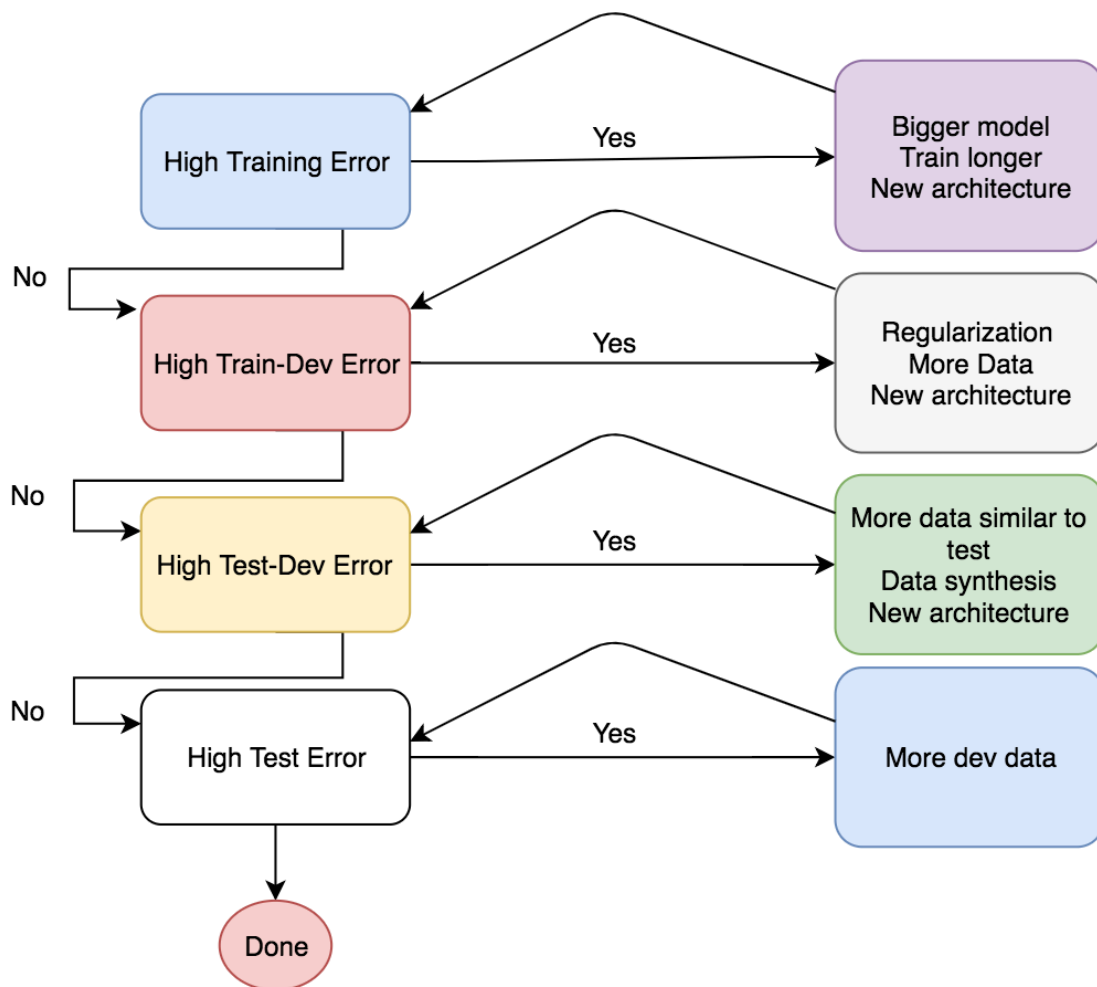 Yes
High Training Error
Bigger model
Train longer
New architecture
No
Yes
High Train-Dev Error
Regularization
More Data
New architecture
No
Yes
High Test-Dev Error
More data similar to
test
Data synthesis
New architecture
No
Yes
High Test Error
More dev data
Done